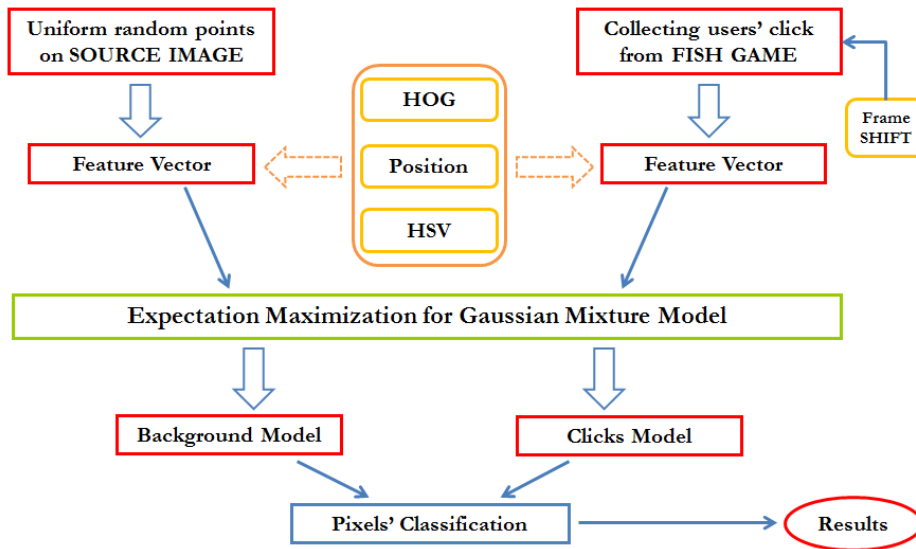 Uniform random points
on SOURCE IMAGE
Collecting users' click
from FISH GAME
HOG
Frame
SHIFT
Feature Vector
Position
Feature Vector
HSV
Expectation Maximization for Gaussian Mixture Model
Background Model
Clicks Model
Pixels' Classification
Results